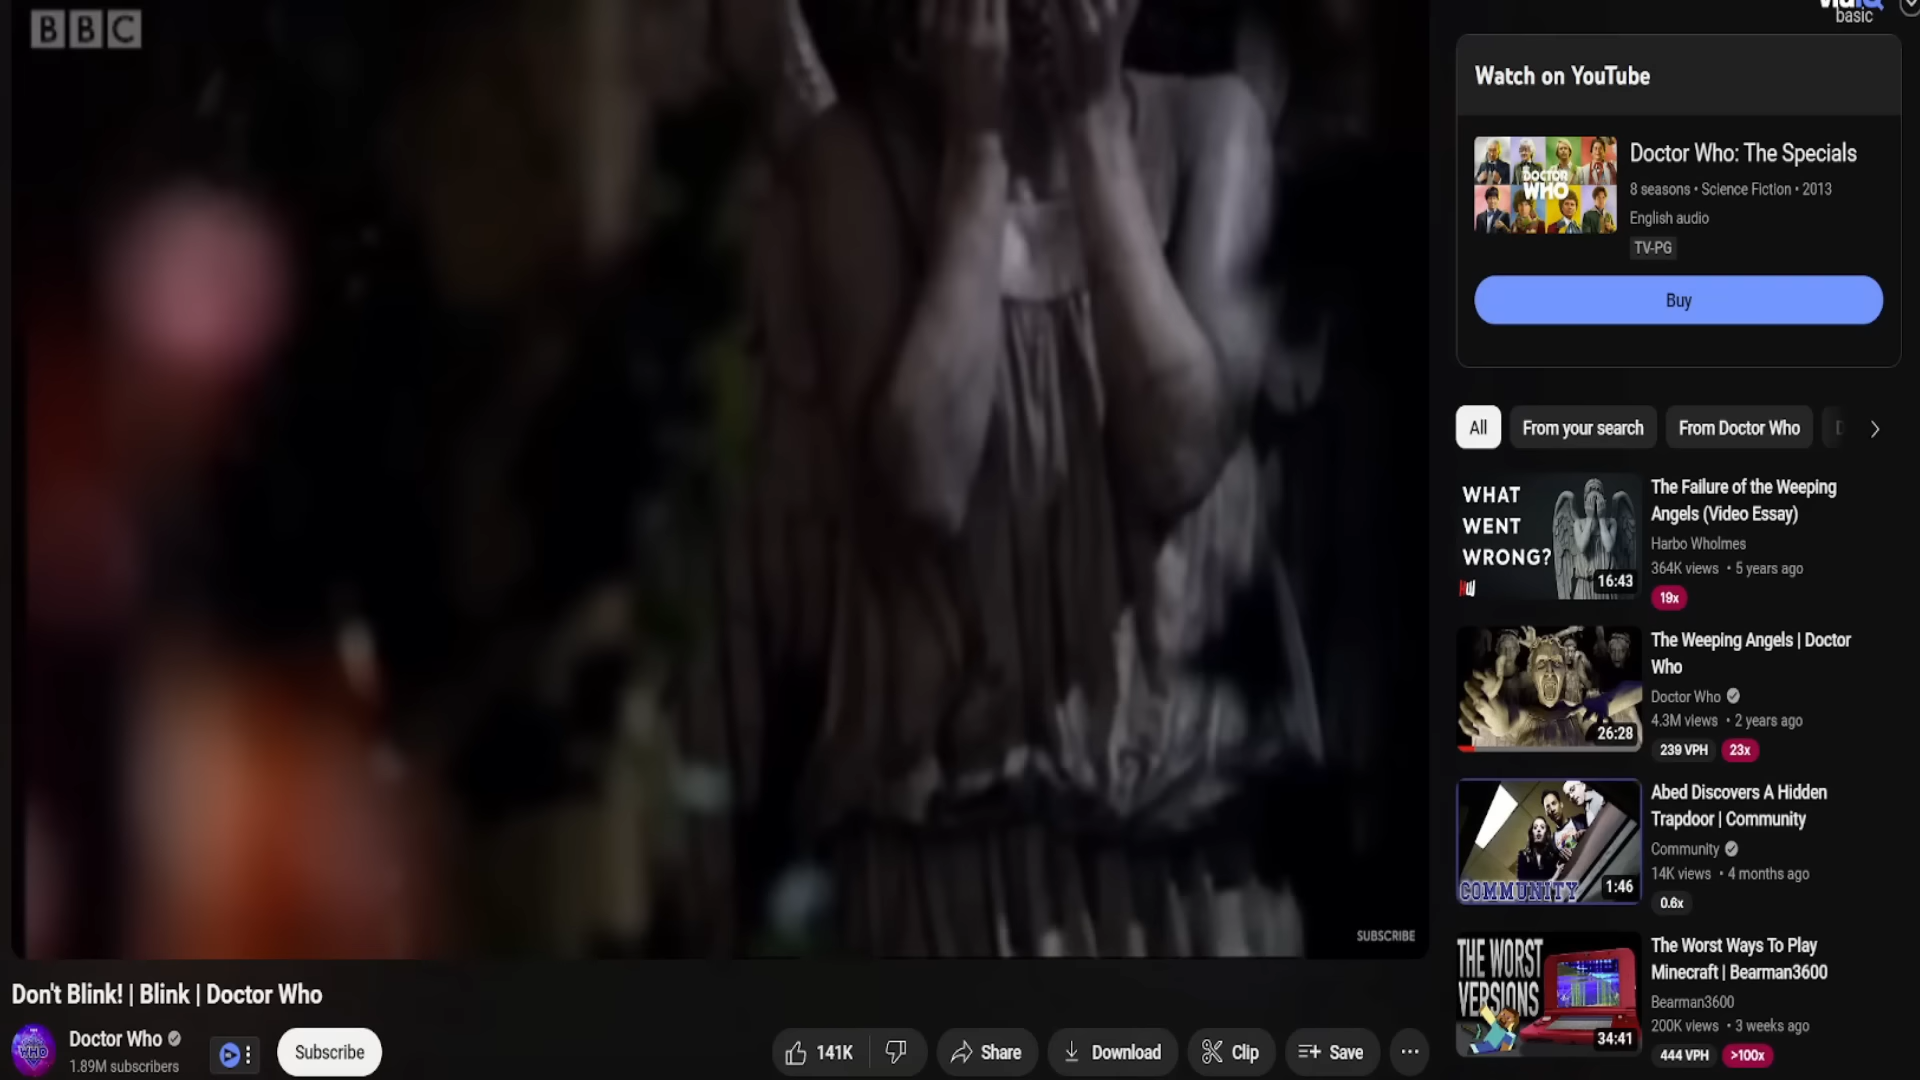 BBC
basic
Watch on YouTube
DOCTOR
WHO
Doctor Who: The Specials
8 seasons • Science Fiction • 2013
English audio
TV-PG
Buy
All
From your search
From Doctor Who
WHAT
WENT
WRONG?
16:43
The Failure of the Weeping
Angels (Video Essay)
Harbo Wholmes
364K views • 5 years ago
19x
26:28
The Weeping Angels | Doctor
Who
Doctor Who
4.3M views • 2 years ago
239 VPH 23x
COMMUNITY
1:46
Abed Discovers A Hidden
Trapdoor | Community
Community
14K views • 4 months ago
0.6x
THE WORST
VERSIONS
34:41
The Worst Ways To Play
Minecraft | Bearman3600
Bearman3600
200K views • 3 weeks ago
444 VPH >100x
SUBSCRIBE
Don't Blink! | Blink | Doctor Who
WHO
Doctor Who
1.89M subscribers
Subscribe
141K
Share
Download
Clip
Save